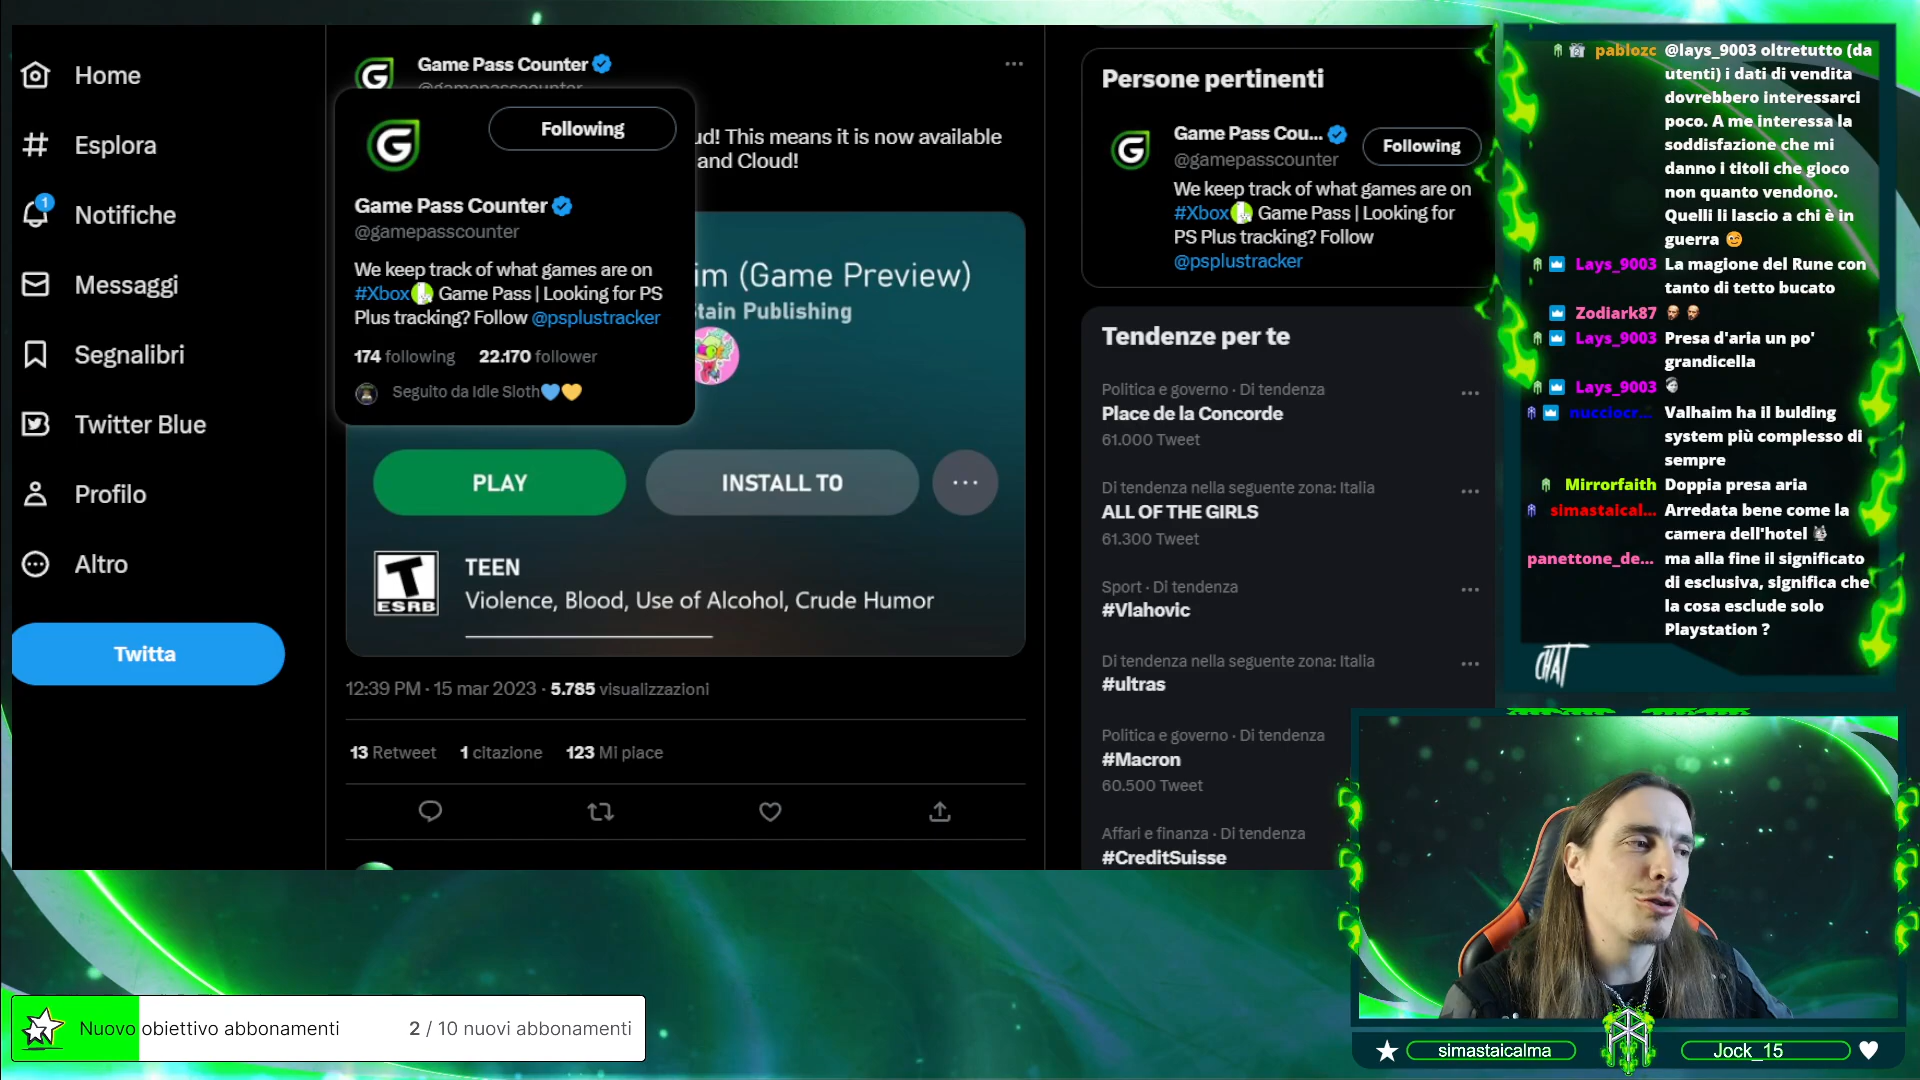 Home
Esplora
1
Notifiche
Messaggi
Segnalibri
Twitter Blue
Profilo
Altro
Twitta
Game Pass Counter
@gamepasscounter
Following
ud! This means it is now available
and Cloud!
Game Pass Counter
@gamepasscounter
We keep track of what games are on
#Xbox Game Pass | Looking for PS
Plus tracking? Follow @psplustracker
174 following 22.170 follower
Seguito da Idle Sloth💙💛
im (Game Preview)
tain Publishing
PLAY
INSTALL TO
T
ESRB
TEEN
Violence, Blood, Use of Alcohol, Crude Humor
12:39 PM · 15 mar 2023 · 5.785 visualizzazioni
13 Retweet 1 citazione 123 Mi piace
Persone pertinenti
Game Pass Cou...
@gamepasscounter
Following
We keep track of what games are on
#Xbox Game Pass | Looking for
PS Plus tracking? Follow
@psplustracker
Tendenze per te
Politica e governo · Di tendenza
Place de la Concorde
61.000 Tweet
Di tendenza nella seguente zona: Italia
ALL OF THE GIRLS
61.300 Tweet
Sport · Di tendenza
#Vlahovic
Di tendenza nella seguente zona: Italia
#ultras
Politica e governo · Di tendenza
#Macron
60.500 Tweet
Affari e finanza · Di tendenza
#CreditSuisse
pablozc @lays_9003 oltretutto (da
utenti) i dati di vendita
dovrebbero interessarci
poco. A me interessa la
soddisfazione che mi
danno i titoli che gioco
non quanto vendono.
Quelli li lascio a chi è in
guerra 😊
Lays_9003 La magione del Rune con
tanto di tetto bucato
Zodiark87
Lays_9003 Presa d'aria un po'
grandicella
Lays_9003
nucciocr... Valhaim ha il bulding
system più complesso di
sempre
Mirrorfaith Doppia presa aria
simastaical... Arredata bene come la
camera dell'hotel
panettone_de... ma alla fine il significato
di esclusiva, significa che
la cosa esclude solo
Playstation ?
CHAT
Nuovo obiettivo abbonamenti 2 / 10 nuovi abbonamenti
simastaicalma
Jock_15